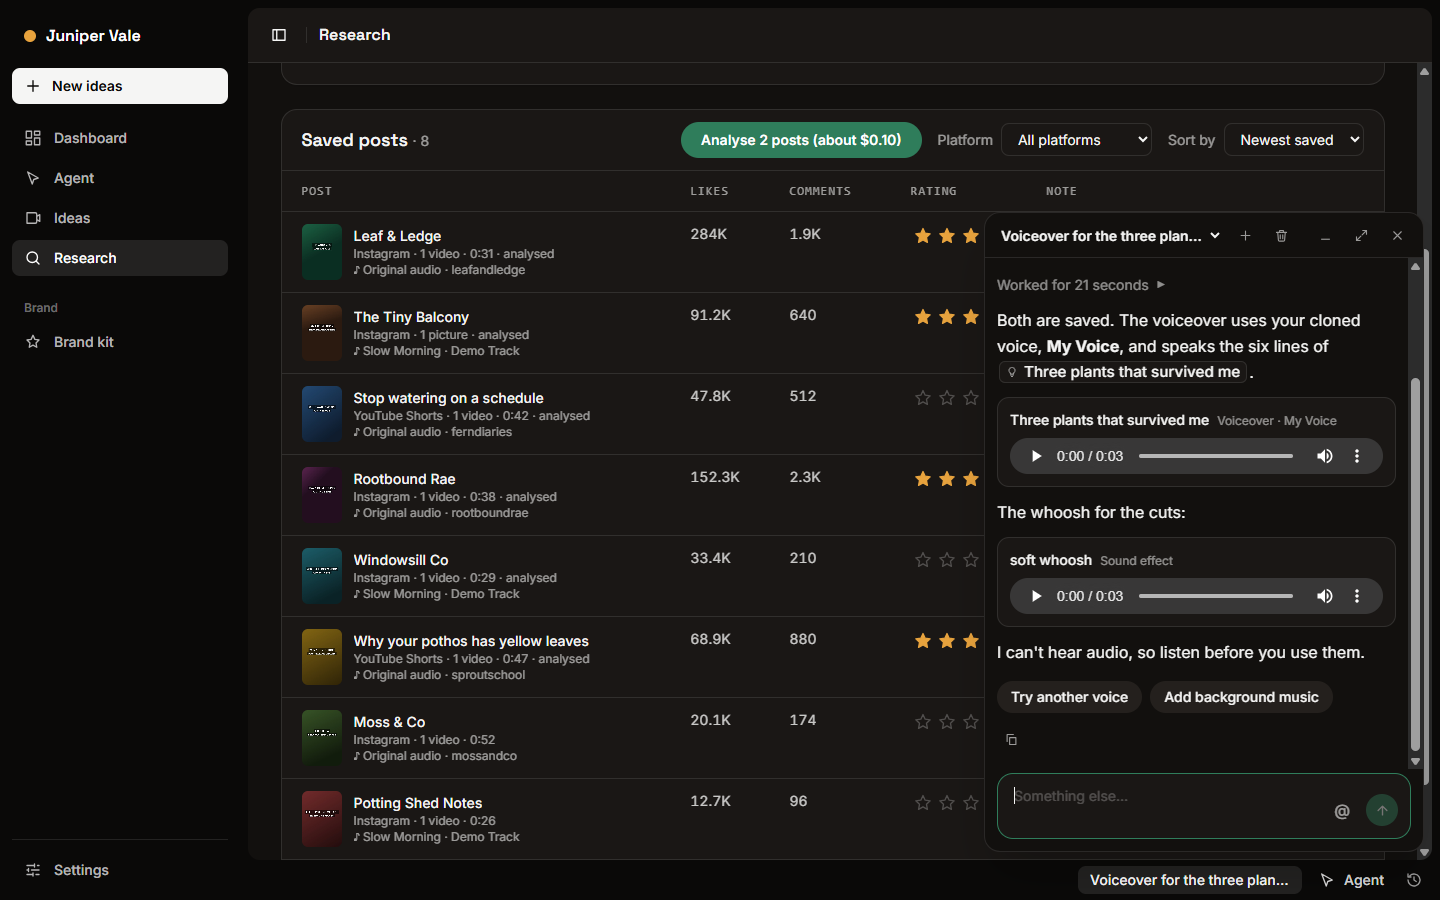 Juniper Vale
New ideas
Dashboard
Agent
Ideas
Research
Brand
Brand kit
Settings
Research
Saved posts · 8
Analyse 2 posts (about $0.10)
Platform
All platforms
Sort by
Newest saved
POST LIKES COMMENTS RATING NOTE
Leaf & Ledge 284K 1.9K
Instagram · 1 video · 0:31 · analysed
♪ Original audio · leafandledge
The Tiny Balcony 91.2K 640
Instagram · 1 picture · analysed
♪ Slow Morning · Demo Track
Stop watering on a schedule 47.8K 512
YouTube Shorts · 1 video · 0:42 · analysed
♪ Original audio · ferndiaries
Rootbound Rae 152.3K 2.3K
Instagram · 1 video · 0:38 · analysed
♪ Original audio · rootboundrae
Windowsill Co 33.4K 210
Instagram · 1 video · 0:29 · analysed
♪ Slow Morning · Demo Track
Why your pothos has yellow leaves 68.9K 880
YouTube Shorts · 1 video · 0:47 · analysed
♪ Original audio · sproutschool
Moss & Co 20.1K 174
Instagram · 1 video · 0:52
♪ Original audio · mossandco
Potting Shed Notes 12.7K 96
Instagram · 1 video · 0:26
♪ Slow Morning · Demo Track
Voiceover for the three plan...
Worked for 21 seconds
Both are saved. The voiceover uses your cloned
voice, My Voice, and speaks the six lines of
Three plants that survived me .
Three plants that survived me Voiceover · My Voice
0:00 / 0:03
The whoosh for the cuts:
soft whoosh Sound effect
0:00 / 0:03
I can't hear audio, so listen before you use them.
Try another voice
Add background music
Something else...
@
Voiceover for the three plan...
Agent